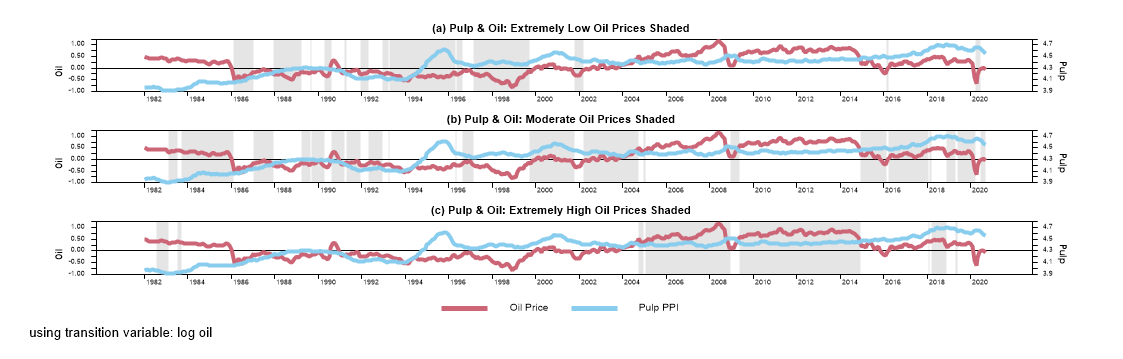 (a) Pulp & Oil: Extremely Low Oil Prices Shaded
1.00
0.50
0.00
-0.50
-1.00
Oil
4.7
4.5
4.3
4.1
3.9
Pulp
1982 1984 1986 1988 1990 1992 1994 1996 1998 2000 2002 2004 2006 2008 2010 2012 2014 2016 2018 2020
(b) Pulp & Oil: Moderate Oil Prices Shaded
1.00
0.50
0.00
-0.50
-1.00
Oil
4.7
4.5
4.3
4.1
3.9
Pulp
1982 1984 1986 1988 1990 1992 1994 1996 1998 2000 2002 2004 2006 2008 2010 2012 2014 2016 2018 2020
(c) Pulp & Oil: Extremely High Oil Prices Shaded
1.00
0.50
0.00
-0.50
-1.00
Oil
4.7
4.5
4.3
4.1
3.9
Pulp
1982 1984 1986 1988 1990 1992 1994 1996 1998 2000 2002 2004 2006 2008 2010 2012 2014 2016 2018 2020
Oil Price Pulp PPI
using transition variable: log oil